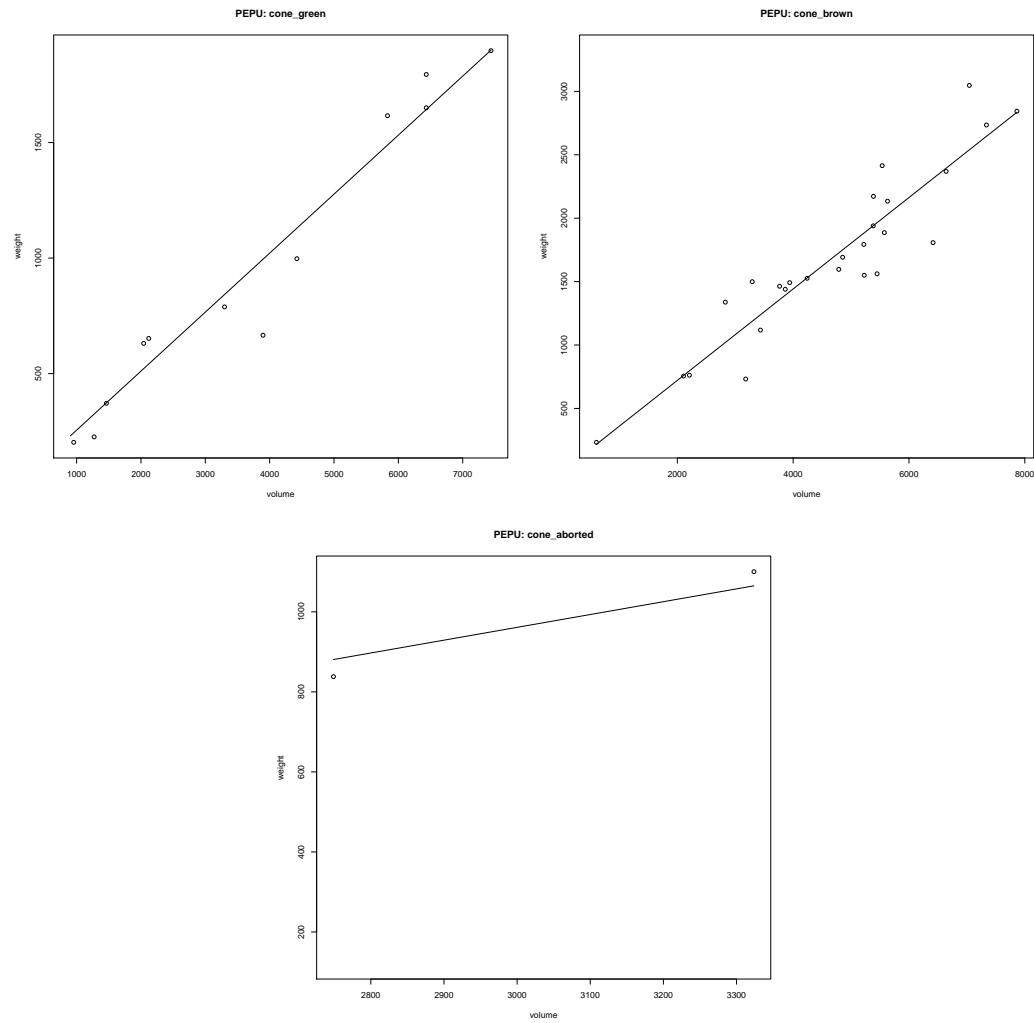 PEPU: cone_green
weight
500
1000
1500
1000 2000 3000 4000 5000 6000 7000
volume
PEPU: cone_brown
weight
500 1000 1500 2000 2500 3000
2000 4000 6000 8000
volume
PEPU: cone_aborted
weight
200 400 600 800 1000
2800 2900 3000 3100 3200 3300
volume